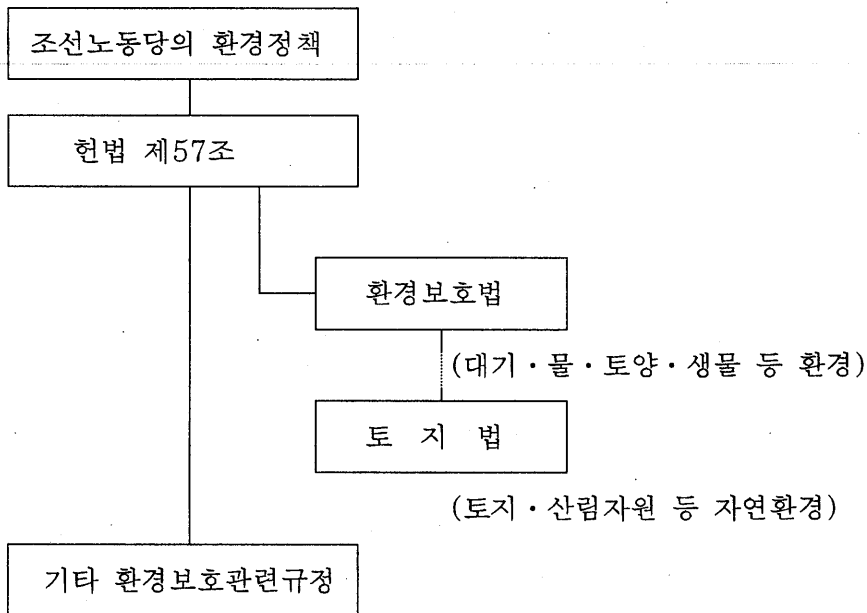 조선노동당의 환경정책
헌법 제57조
환경보호법
(대기·물·토양·생물 등 환경)
토 지 법
(토지·산림자원 등 자연환경)
기타 환경보호관련규정